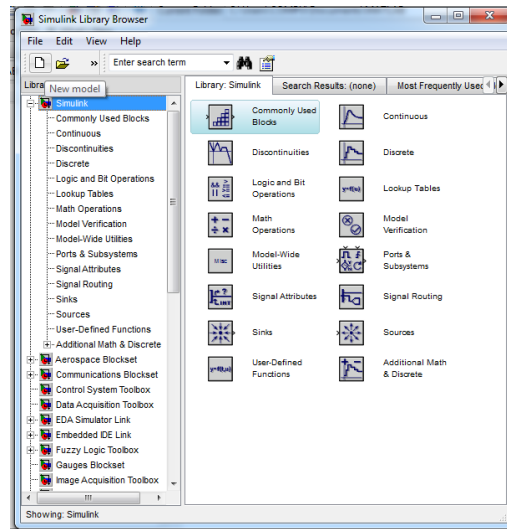 Simulink Library Browser
File Edit View Help
» Enter search term
New model
Library: Simulink Search Results: (none) Most Frequently Used
Simulink
Commonly Used Blocks
Continuous
Discontinuities
Discrete
Logic and Bit Operations
Lookup Tables
Math Operations
Model Verification
Model-Wide Utilities
Ports & Subsystems
Signal Attributes
Signal Routing
Sinks
Sources
User-Defined Functions
Additional Math & Discrete
Aerospace Blockset
Communications Blockset
Control System Toolbox
Data Acquisition Toolbox
EDA Simulator Link
Embedded IDE Link
Fuzzy Logic Toolbox
Gauges Blockset
Image Acquisition Toolbox
Commonly Used
Blocks
Continuous
Discontinuities
Discrete
Logic and Bit
Operations
y=f(u)
Lookup Tables
Math
Operations
Model
Verification
Misc
Model-Wide
Utilities
Ports &
Subsystems
Signal Attributes
Signal Routing
Sinks
Sources
y=f(u)
User-Defined
Functions
Additional Math
& Discrete
Showing: Simulink